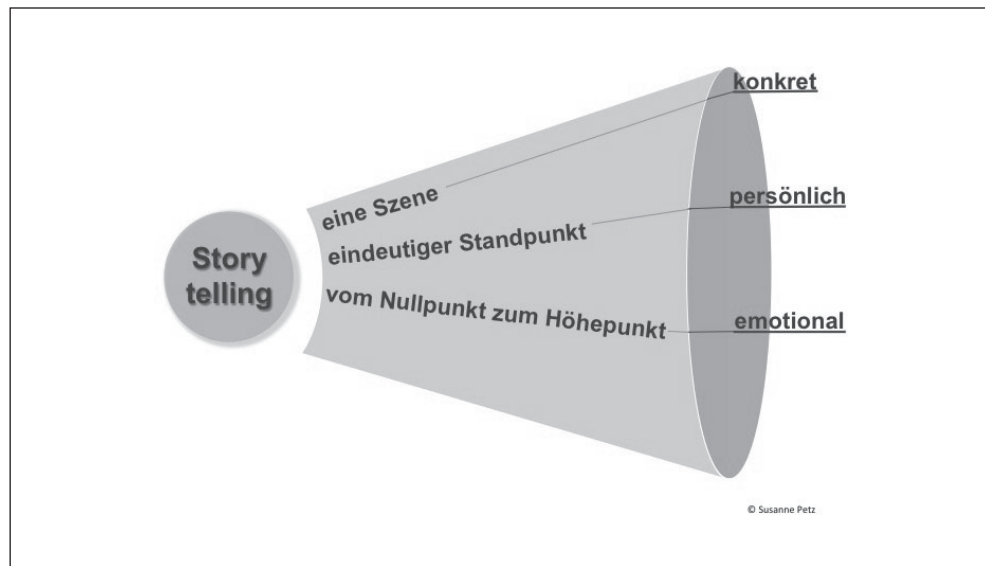 Story
telling
eine Szene
konkret
eindeutiger Standpunkt
persönlich
vom Nullpunkt zum Höhepunkt
emotional
© Susanne Petz